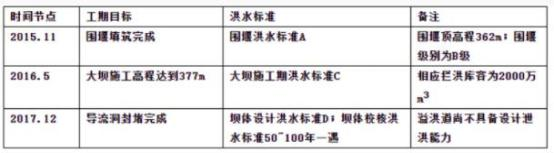 时间节点 工期目标 洪水标准 备注
2015.11 围堰填筑完成 围堰洪水标准A 围堰顶高程362m；围堰
级别为B级
2016.5 大坝施工高程达到377m 大坝施工期洪水标准C 相应拦洪库容为2000万
m³
2017.12 导流洞封堵完成 坝体设计洪水标准D；坝体校核洪 溢洪道尚不具备设计泄
水标准50~100年一遇 洪能力